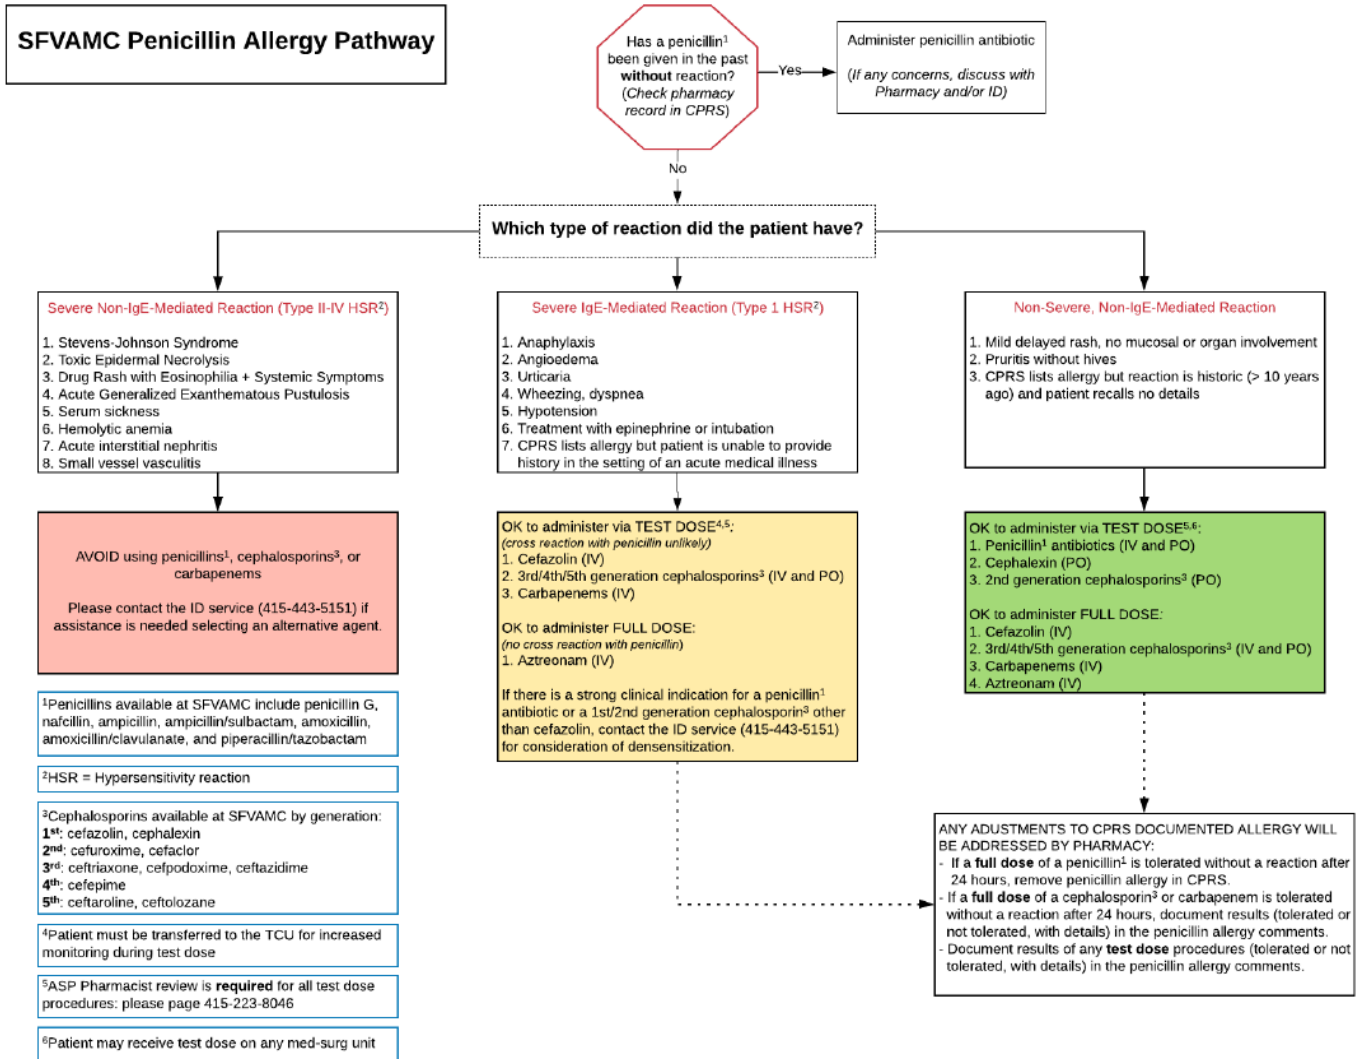 SFVAMC Penicillin Allergy Pathway
Has a penicillin¹
been given in the past
without reaction?
(Check pharmacy
record in CPRS)
Yes
Administer penicillin antibiotic
(If any concerns, discuss with
Pharmacy and/or ID)
No
Which type of reaction did the patient have?
Severe Non-IgE-Mediated Reaction (Type II-IV HSR²)
1. Stevens-Johnson Syndrome
2. Toxic Epidermal Necrolysis
3. Drug Rash with Eosinophilia + Systemic Symptoms
4. Acute Generalized Exanthematous Pustulosis
5. Serum sickness
6. Hemolytic anemia
7. Acute interstitial nephritis
8. Small vessel vasculitis
Severe IgE-Mediated Reaction (Type 1 HSR²)
1. Anaphylaxis
2. Angioedema
3. Urticaria
4. Wheezing, dyspnea
5. Hypotension
6. Treatment with epinephrine or intubation
7. CPRS lists allergy but patient is unable to provide
history in the setting of an acute medical illness
Non-Severe, Non-IgE-Mediated Reaction
1. Mild delayed rash, no mucosal or organ involvement
2. Pruritis without hives
3. CPRS lists allergy but reaction is historic (> 10 years
ago) and patient recalls no details
AVOID using penicillins¹, cephalosporins³, or
carbapenems
Please contact the ID service (415-443-5151) if
assistance is needed selecting an alternative agent.
OK to administer via TEST DOSE⁴,⁵:
(cross reaction with penicillin unlikely)
1. Cefazolin (IV)
2. 3rd/4th/5th generation cephalosporins³ (IV and PO)
3. Carbapenems (IV)
OK to administer FULL DOSE:
(no cross reaction with penicillin)
1. Aztreonam (IV)
If there is a strong clinical indication for a penicillin¹
antibiotic or a 1st/2nd generation cephalosporin³ other
than cefazolin, contact the ID service (415-443-5151)
for consideration of densensitization.
OK to administer via TEST DOSE⁵,⁶:
1. Penicillin¹ antibiotics (IV and PO)
2. Cephalexin (PO)
3. 2nd generation cephalosporins³ (PO)
OK to administer FULL DOSE:
1. Cefazolin (IV)
2. 3rd/4th/5th generation cephalosporins³ (IV and PO)
3. Carbapenems (IV)
4. Aztreonam (IV)
¹Penicillins available at SFVAMC include penicillin G,
nafcillin, ampicillin, ampicillin/sulbactam, amoxicillin,
amoxicillin/clavulanate, and piperacillin/tazobactam
²HSR = Hypersensitivity reaction
³Cephalosporins available at SFVAMC by generation:
1st: cefazolin, cephalexin
2nd: cefuroxime, cefaclor
3rd: ceftriaxone, cefpodoxime, ceftazidime
4th: cefepime
5th: ceftaroline, ceftolozane
⁴Patient must be transferred to the TCU for increased
monitoring during test dose
⁵ASP Pharmacist review is required for all test dose
procedures: please page 415-223-8046
⁶Patient may receive test dose on any med-surg unit
ANY ADUSTMENTS TO CPRS DOCUMENTED ALLERGY WILL
BE ADDRESSED BY PHARMACY:
- If a full dose of a penicillin¹ is tolerated without a reaction after
24 hours, remove penicillin allergy in CPRS.
- If a full dose of a cephalosporin³ or carbapenem is tolerated
without a reaction after 24 hours, document results (tolerated or
not tolerated, with details) in the penicillin allergy comments.
- Document results of any test dose procedures (tolerated or not
tolerated, with details) in the penicillin allergy comments.